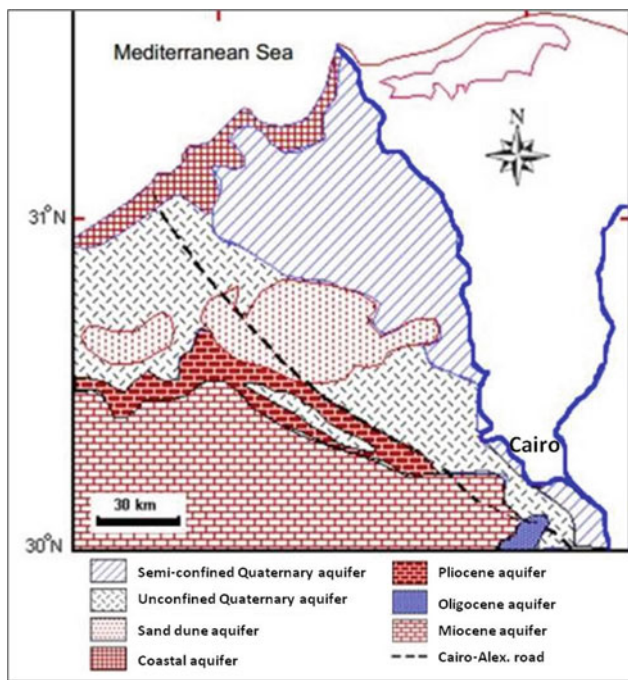 Mediterranean Sea
N
31°N
Cairo
30 km
30°N
Semi-confined Quaternary aquifer
Unconfined Quaternary aquifer
Sand dune aquifer
Coastal aquifer
Pliocene aquifer
Oligocene aquifer
Miocene aquifer
Cairo-Alex. road